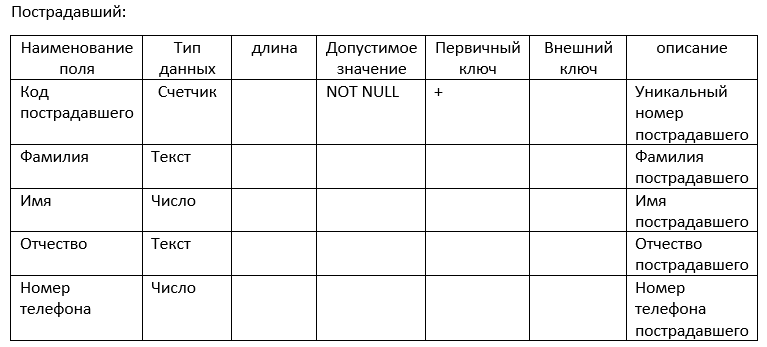 Пострадавший:
Наименование поля | Тип данных | длина | Допустимое значение | Первичный ключ | Внешний ключ | описание
Код пострадавшего | Счетчик | | NOT NULL | + | | Уникальный номер пострадавшего
Фамилия | Текст | | | | | Фамилия пострадавшего
Имя | Число | | | | | Имя пострадавшего
Отчество | Текст | | | | | Отчество пострадавшего
Номер телефона | Число | | | | | Номер телефона пострадавшего